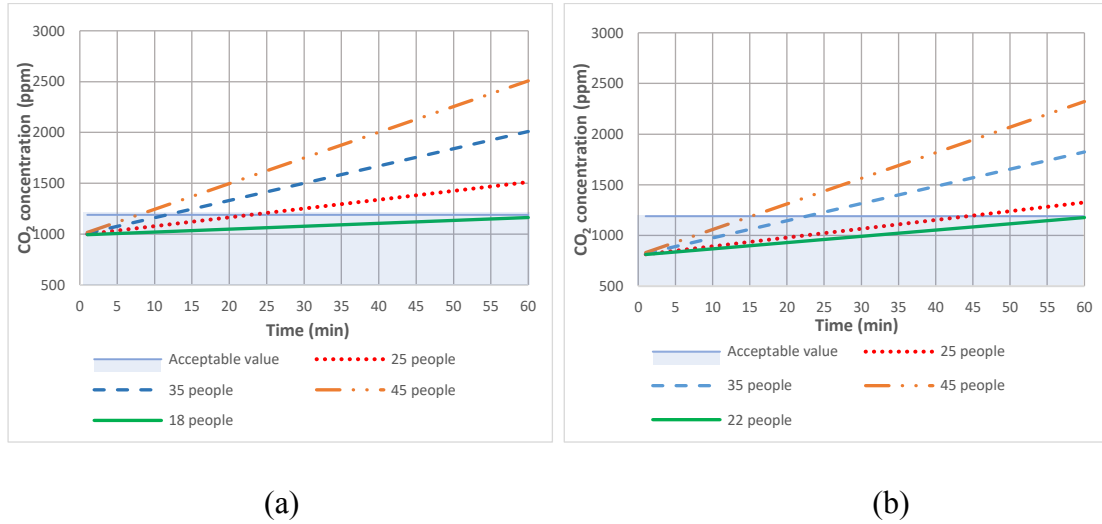 CO2 concentration (ppm)
3000
2500
2000
1500
1000
500
0 5 10 15 20 25 30 35 40 45 50 55 60
Time (min)
Acceptable value 25 people
35 people 45 people
18 people
(a)
CO2 concentration (ppm)
3000
2500
2000
1500
1000
500
0 5 10 15 20 25 30 35 40 45 50 55 60
Time (min)
Acceptable value 25 people
35 people 45 people
22 people
(b)